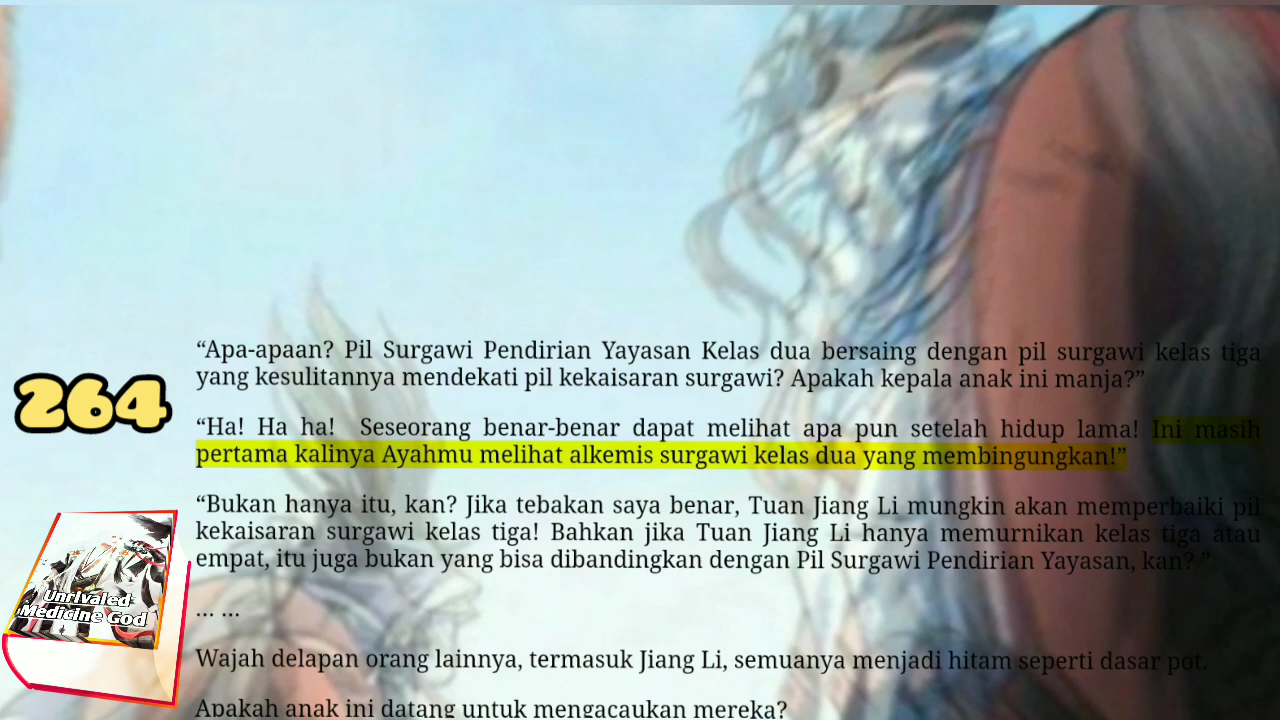 “Apa-apaan? Pil Surgawi Pendirian Yayasan Kelas dua bersaing dengan pil surgawi kelas tiga
yang kesulitannya mendekati pil kekaisaran surgawi? Apakah kepala anak ini manja?”
“Ha! Ha ha! Seseorang benar-benar dapat melihat apa pun setelah hidup lama! Ini masih
pertama kalinya Ayahmu melihat alkemis surgawi kelas dua yang membingungkan!”
“Bukan hanya itu, kan? Jika tebakan saya benar, Tuan Jiang Li mungkin akan memperbaiki pil
kekaisaran surgawi kelas tiga! Bahkan jika Tuan Jiang Li hanya memurnikan kelas tiga atau
empat, itu juga bukan yang bisa dibandingkan dengan Pil Surgawi Pendirian Yayasan, kan? ”
... ...
Wajah delapan orang lainnya, termasuk Jiang Li, semuanya menjadi hitam seperti dasar pot.
Apakah anak ini datang untuk mengacaukan mereka?
264
Unrivaled
Medicine God